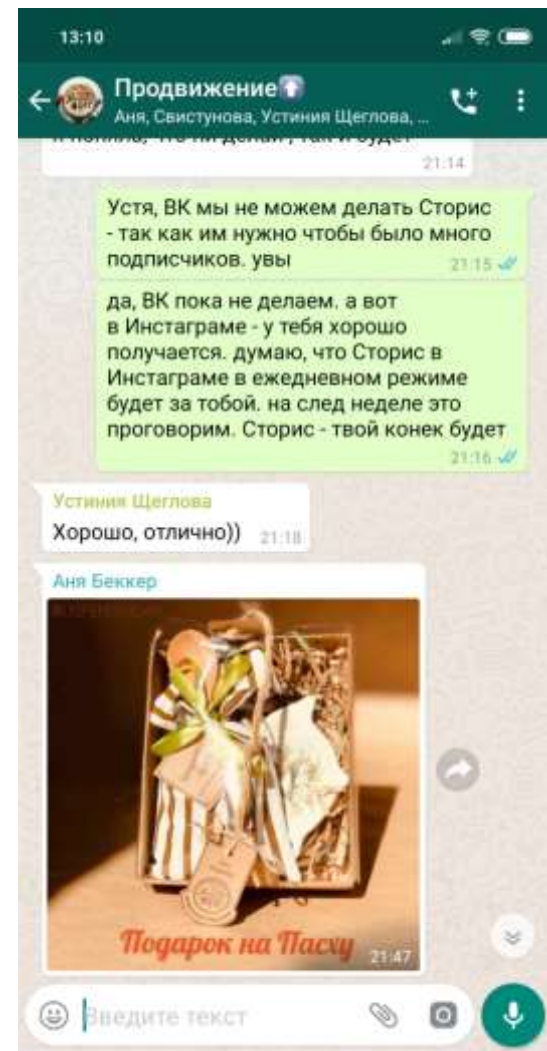 13:10
Продвижение
Аня, Свистунова, Устиния Щеглова, ...
21:14
Устя, ВК мы не можем делать Сторис
- так как им нужно чтобы было много
подписчиков. увы
21:15
да, ВК пока не делаем. а вот
в Инстаграме - у тебя хорошо
получается. думаю, что Сторис в
Инстаграме в ежедневном режиме
будет за тобой. на след неделе это
проговорим. Сторис - твой конек будет
21:16
Устиния Щеглова
Хорошо, отлично))
21:18
Аня Беккер
Подарок на Пасху
21:47
Введите текст